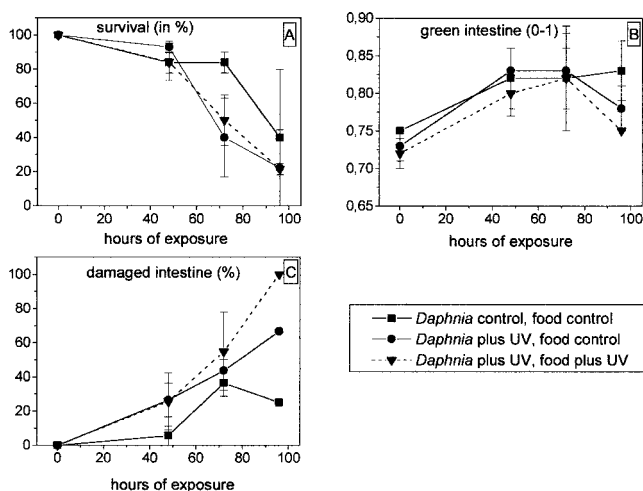 survival (in %)
A
100
80
60
40
20
0
0 20 40 60 80 100
hours of exposure
green intestine (0-1)
B
0,90
0,85
0,80
0,75
0,70
0,65
0 20 40 60 80 100
hours of exposure
damaged intestine (%)
C
100
80
60
40
20
0
0 20 40 60 80 100
hours of exposure
Daphnia control, food control
Daphnia plus UV, food control
Daphnia plus UV, food plus UV